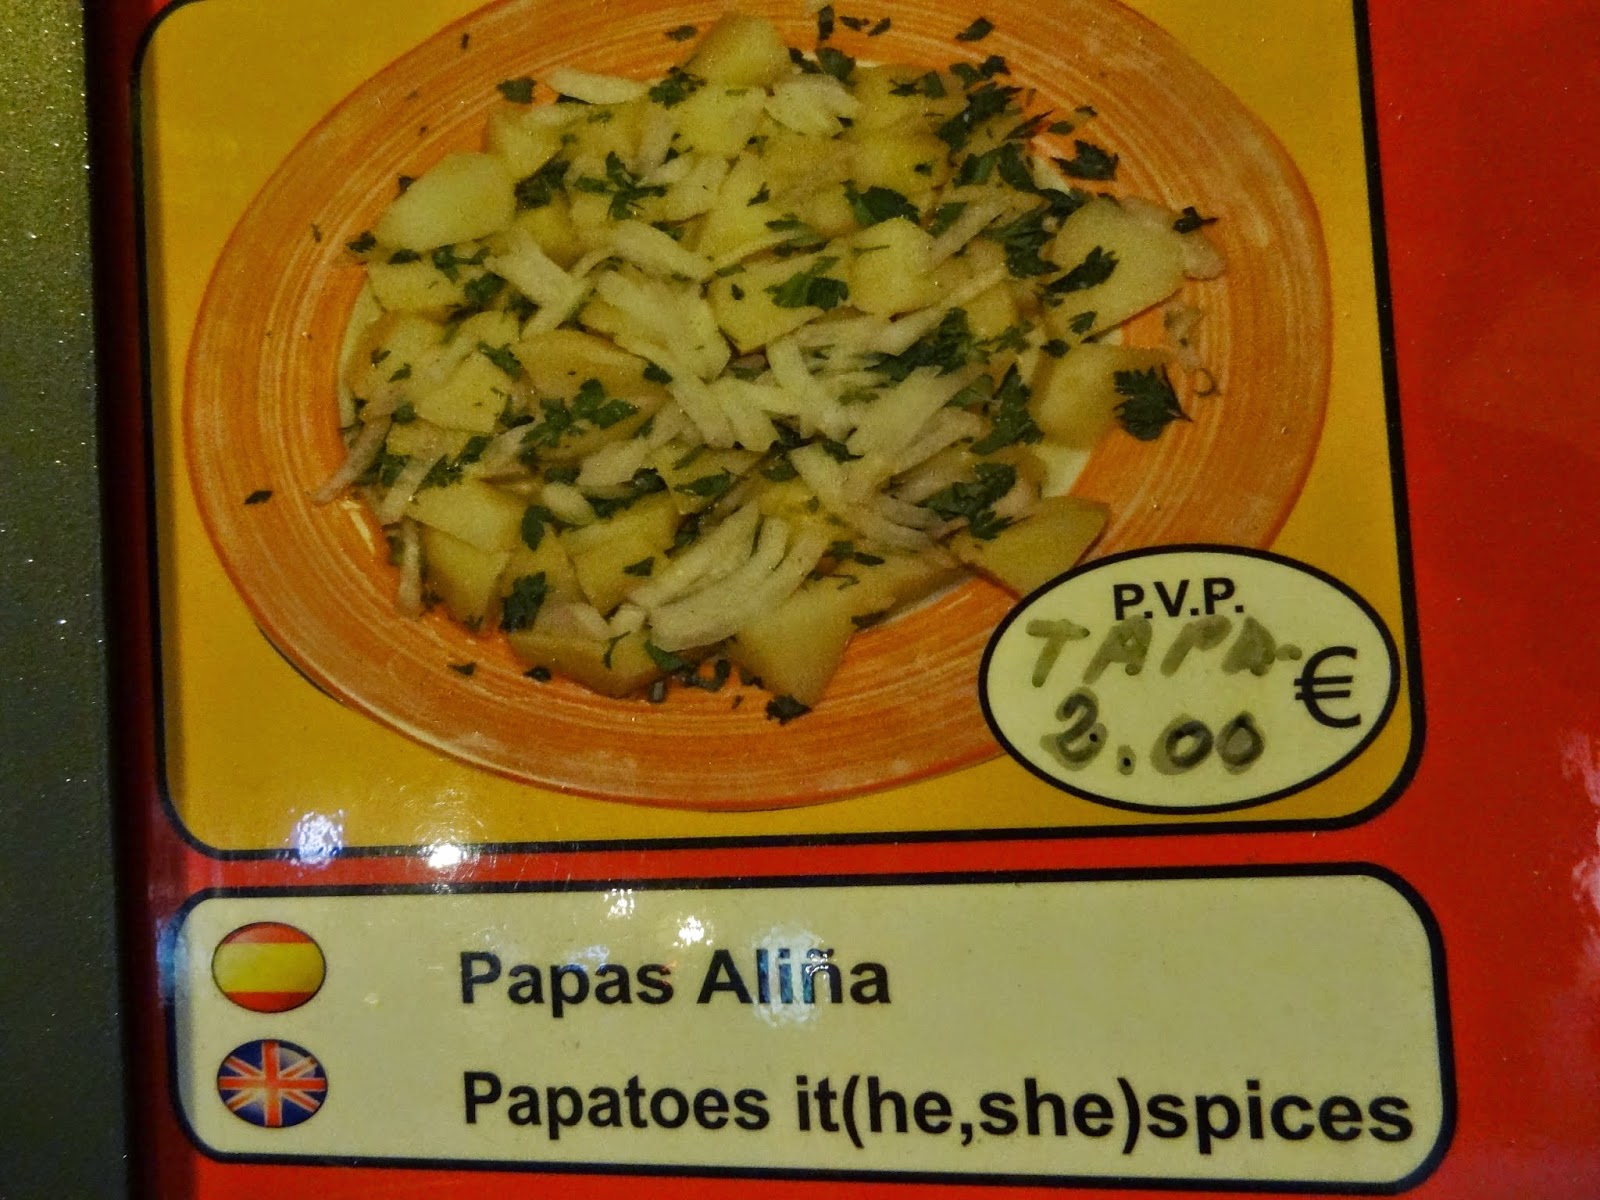 P.V.P.
TAPA
2.00 €
Papas Aliña
Papatoes it(he,she)spices